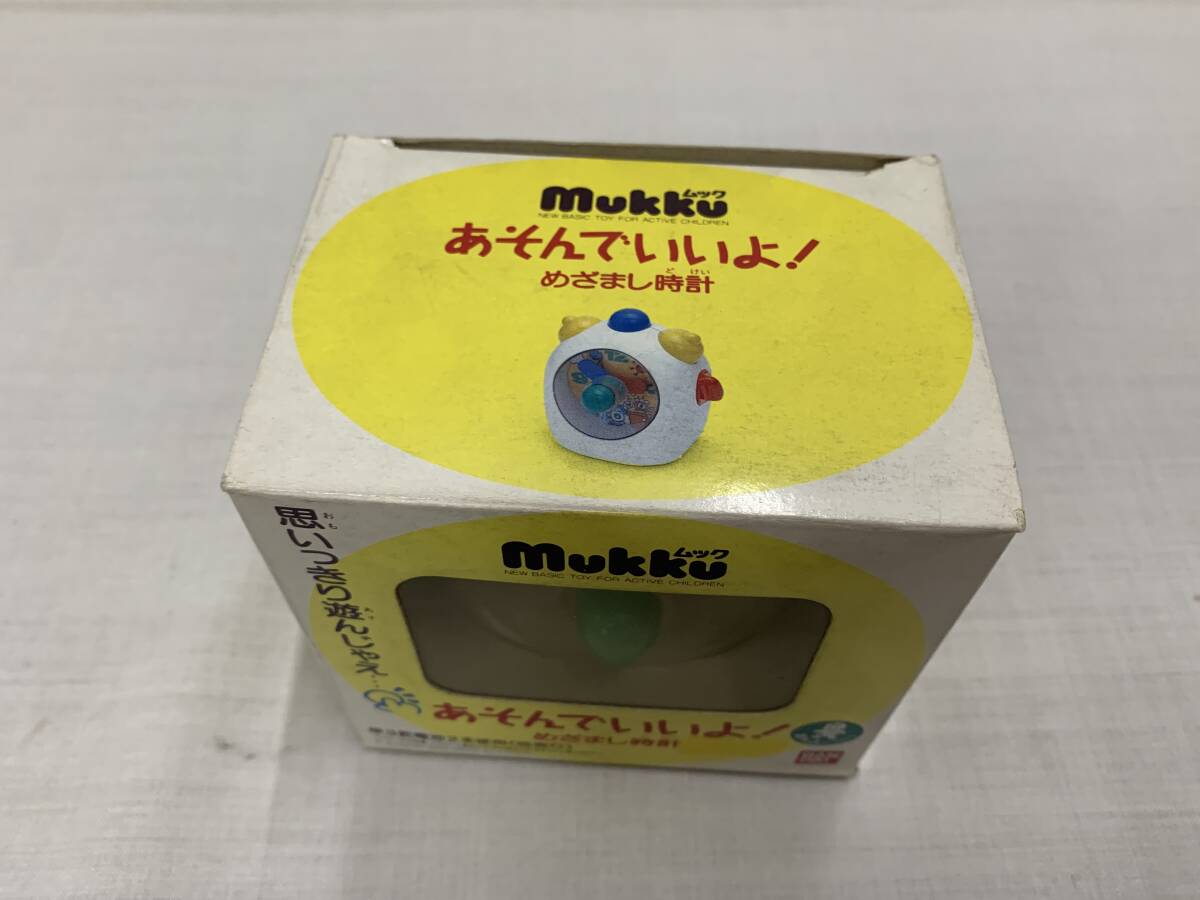 ムック
Mukku
NEW BASIC TOY FOR ACTIVE CHILDREN
あそんでいいよ!
めざまし時計
ど けい
12
思いっきり遊んじゃえ…
おも
あそ
ムック
Mukku
NEW BASIC TOY FOR ACTIVE CHILDREN
あそんでいいよ!
めざまし時計
BANDAI